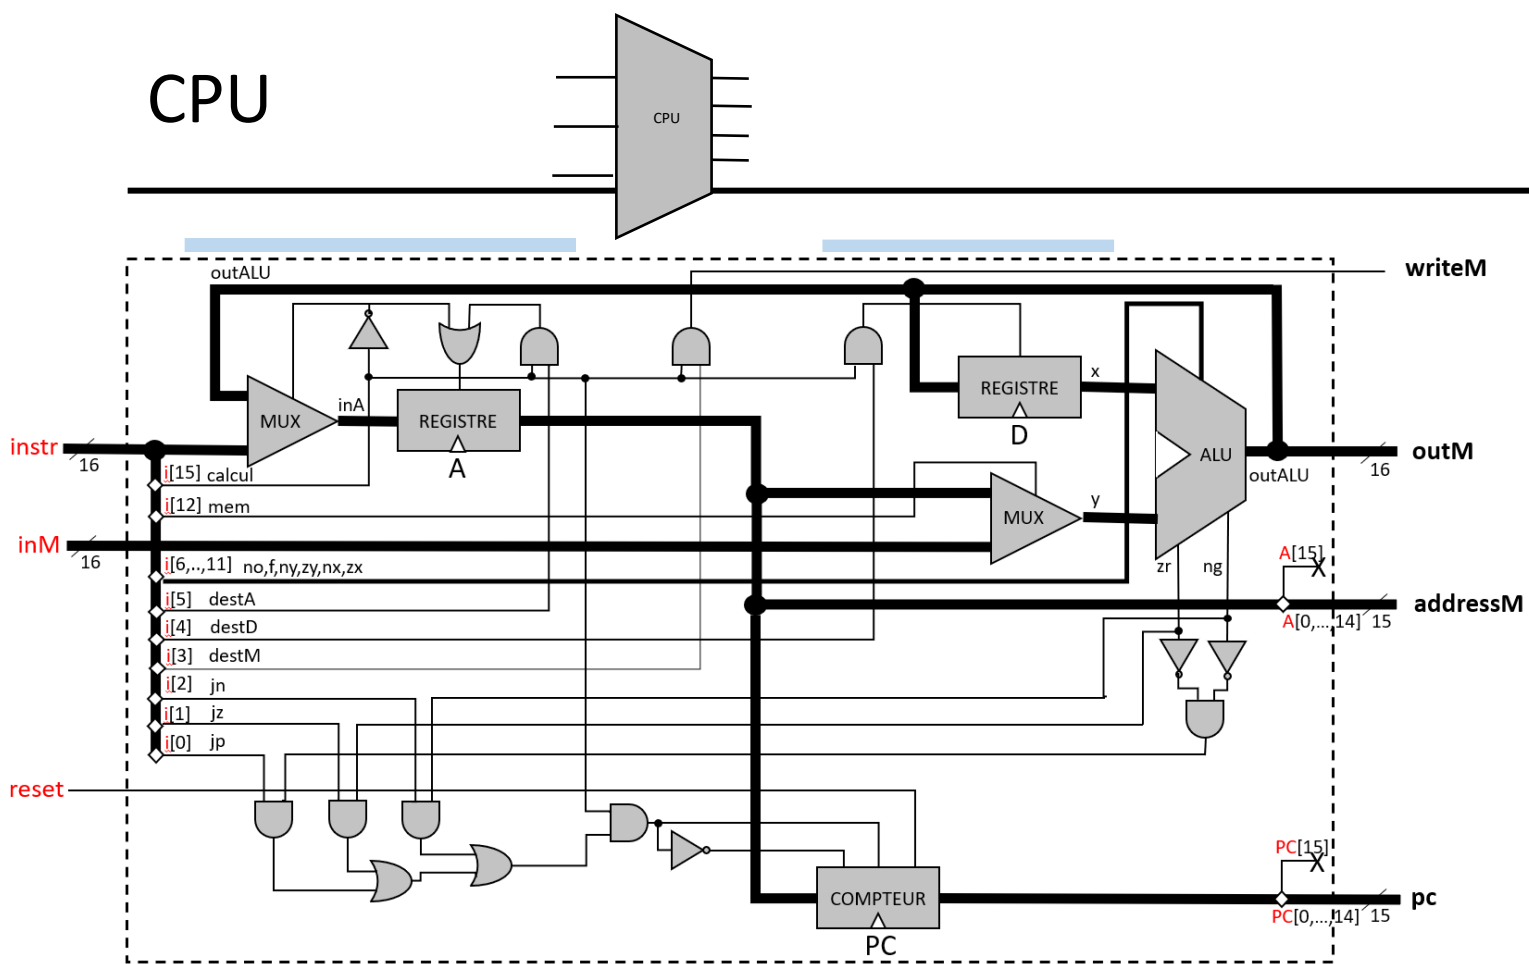 CPU
CPU
writeM
outALU
x
REGISTRE
D
inA
MUX
REGISTRE
A
instr
16
i[15] calcul
ALU
outM
outALU
16
i[12] mem
y
MUX
inM
16
i[6,..,11] no,f,ny,zy,nx,zx
zr
ng
A[15]
X
i[5] destA
addressM
A[0,...,14]
15
i[4] destD
i[3] destM
i[2] jn
i[1] jz
i[0] jp
reset
PC[15]
X
COMPTEUR
PC
pc
PC[0,...,14]
15